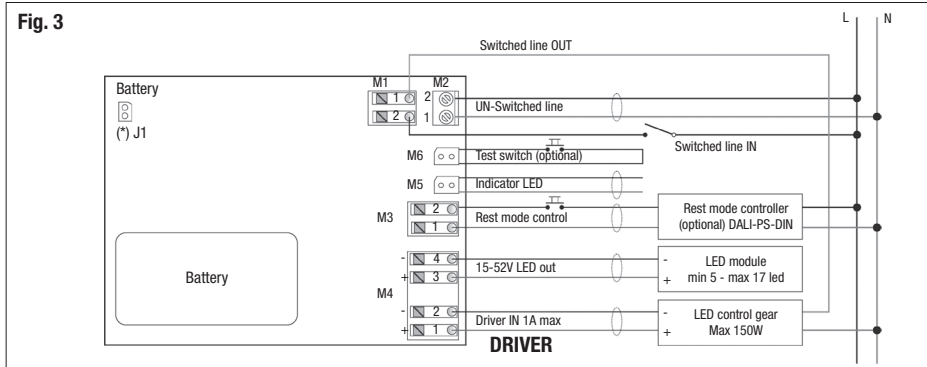 Fig. 3
L N
Switched line OUT
Battery
M1 M2
1 2
UN-Switched line
(*) J1
2 1
Switched line IN
M6 Test switch (optional)
M5 Indicator LED
M3
2
Rest mode control
1
Rest mode controller
(optional) DALI-PS-DIN
Battery
- 4
15-52V LED out
+ 3
-
+
LED module
min 5 - max 17 led
M4
- 2
Driver IN 1A max
+ 1
-
+
LED control gear
Max 150W
DRIVER